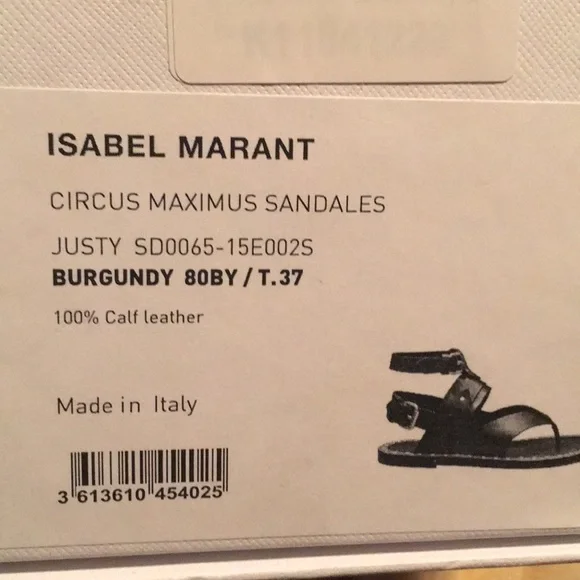 ISABEL MARANT
CIRCUS MAXIMUS SANDALES
JUSTY SD0065-15E002S
BURGUNDY 80BY / T.37
100% Calf leather
Made in Italy
3 613610 454025